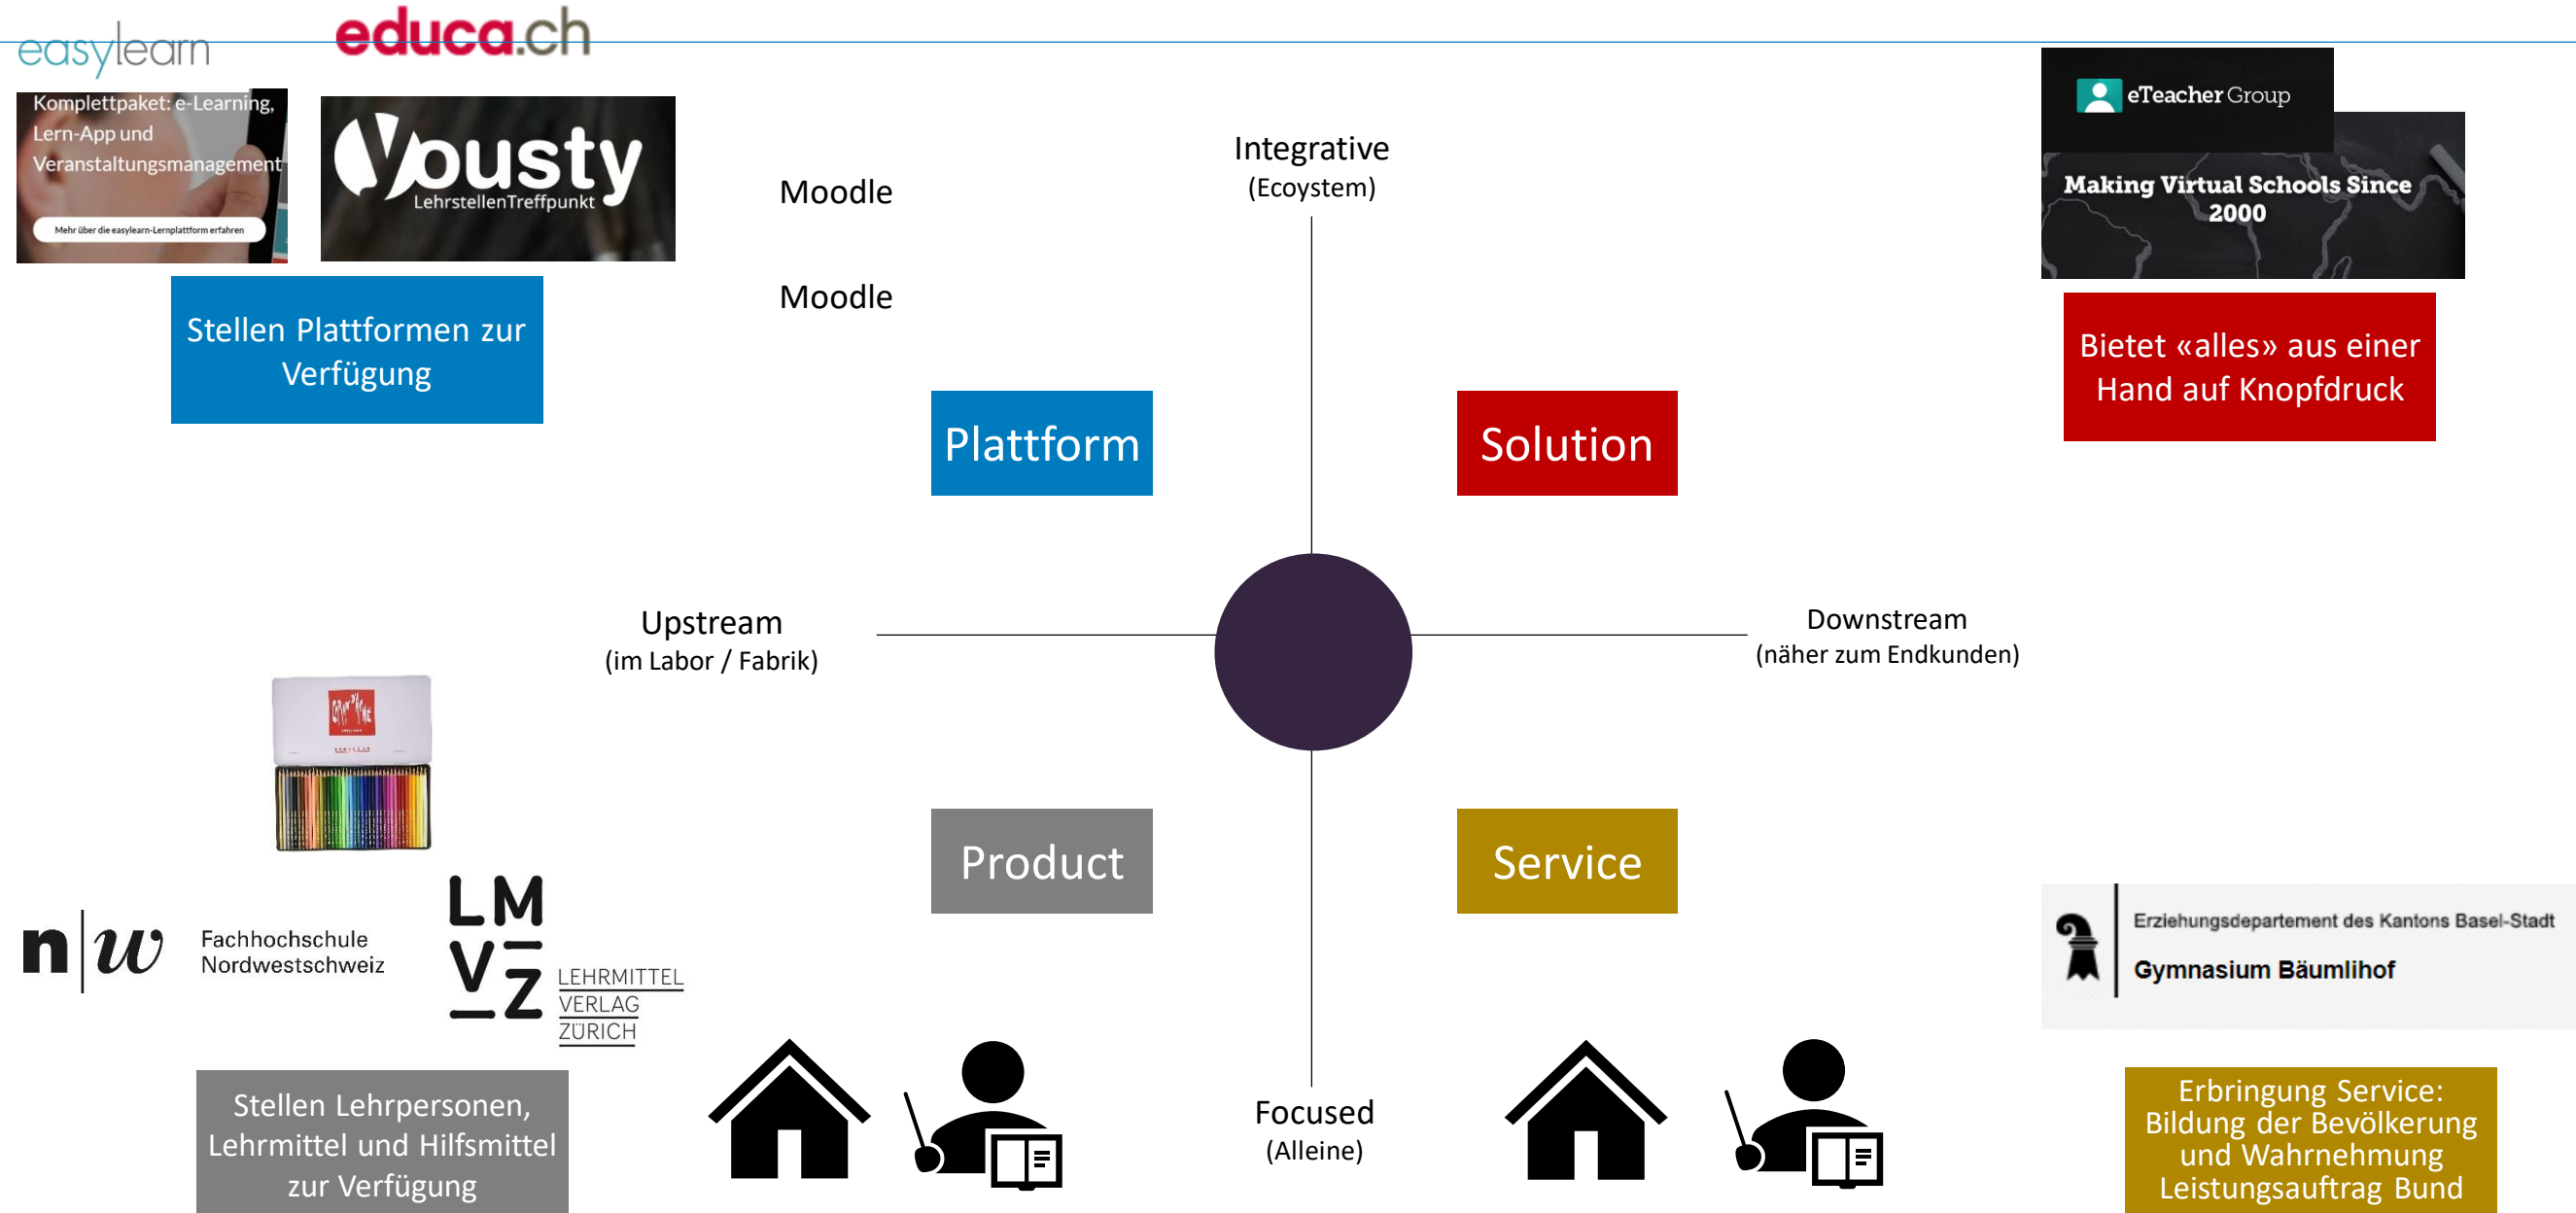 easylearn
educa.ch
Komplettpaket: e-Learning,
Lern-App und
Veranstaltungsmanagement
Mehr über die easylearn-Lernplattform erfahren
Yousty
LehrstellenTreffpunkt
Moodle
Moodle
Stellen Plattformen zur
Verfügung
Integrative
(Ecoystem)
eTeacher Group
Making Virtual Schools Since
2000
Bietet «alles» aus einer
Hand auf Knopfdruck
Plattform
Solution
Upstream
(im Labor / Fabrik)
Downstream
(näher zum Endkunden)
CARAN D'ACHE
Product
Service
n|w
Fachhochschule
Nordwestschweiz
LM
VZ
LEHRMITTEL
VERLAG
ZÜRICH
Stellen Lehrpersonen,
Lehrmittel und Hilfsmittel
zur Verfügung
Focused
(Alleine)
Erziehungsdepartement des Kantons Basel-Stadt
Gymnasium Bäumlihof
Erbringung Service:
Bildung der Bevölkerung
und Wahrnehmung
Leistungsauftrag Bund